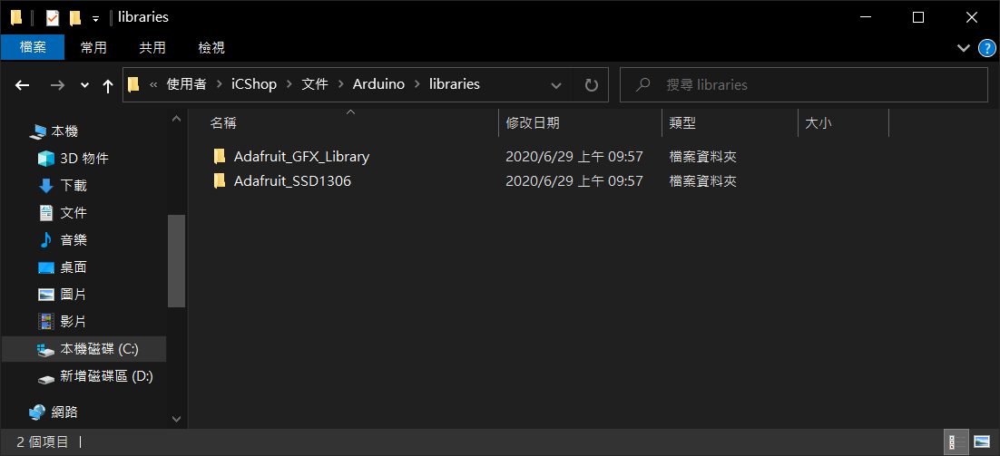 libraries
檔案 常用 共用 檢視
« 使用者 > iCShop > 文件 > Arduino > libraries
搜尋 libraries
本機
3D 物件
下載
文件
音樂
桌面
圖片
影片
本機磁碟 (C:)
新增磁碟區 (D:)
網路
名稱 修改日期 類型 大小
Adafruit_GFX_Library 2020/6/29 上午 09:57 檔案資料夾
Adafruit_SSD1306 2020/6/29 上午 09:57 檔案資料夾
2 個項目